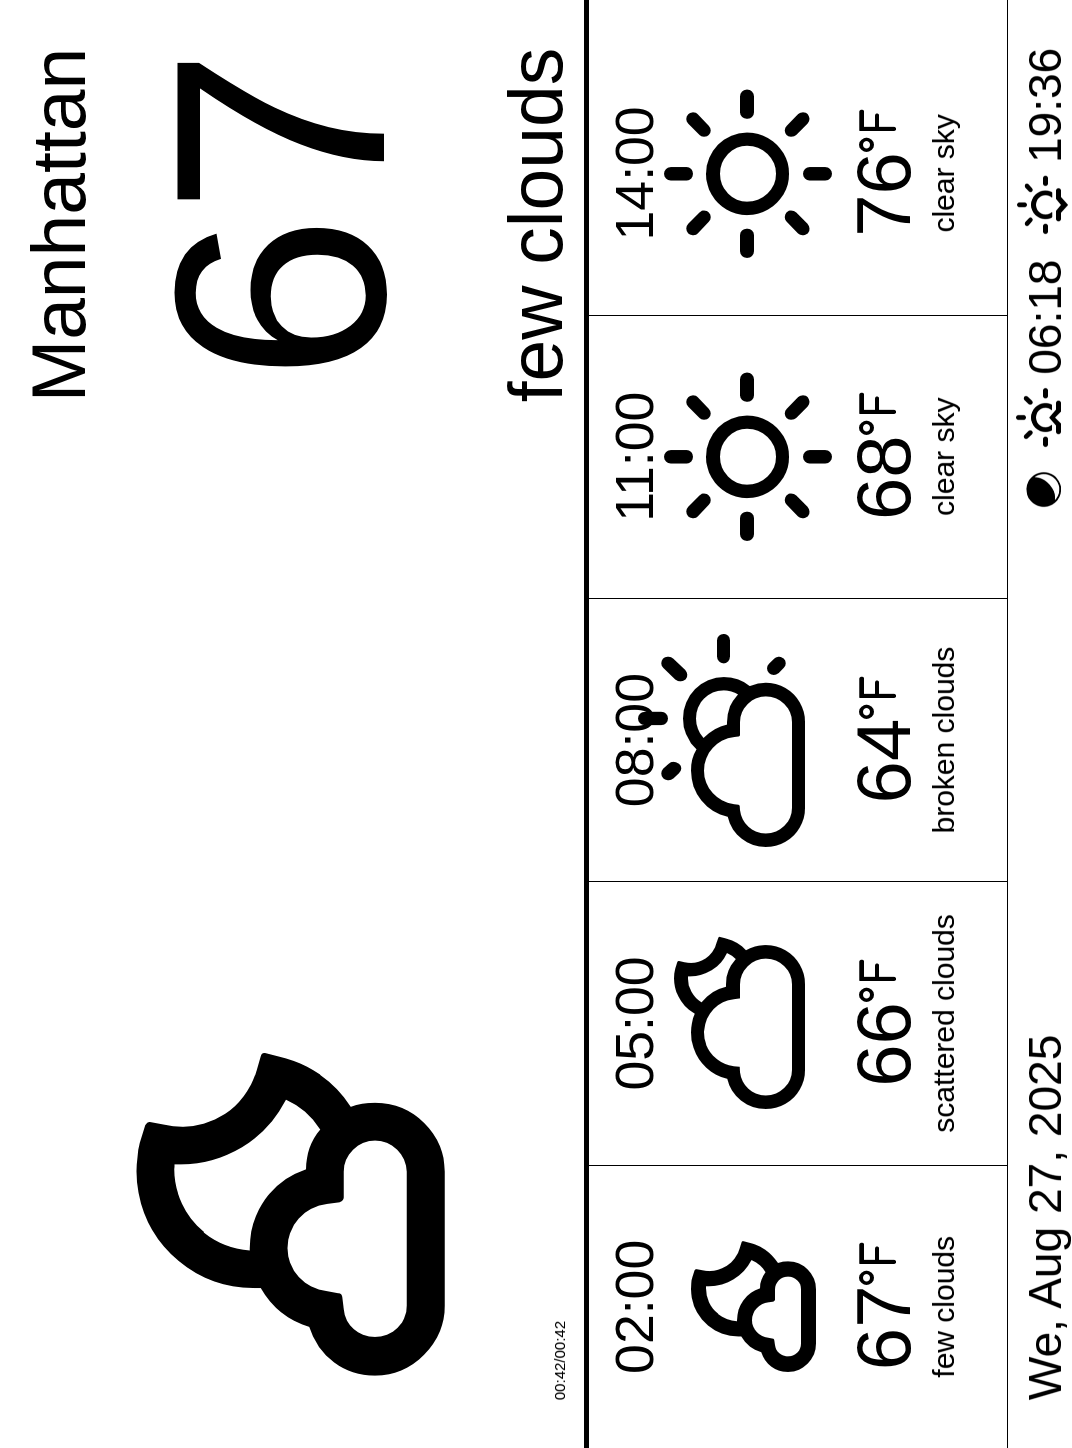 Manhattan
67
few clouds
00:42/00:42
02:00
67°F
few clouds
05:00
66°F
scattered clouds
08:00
64°F
broken clouds
11:00
68°F
clear sky
14:00
76°F
clear sky
We, Aug 27, 2025
06:18
19:36